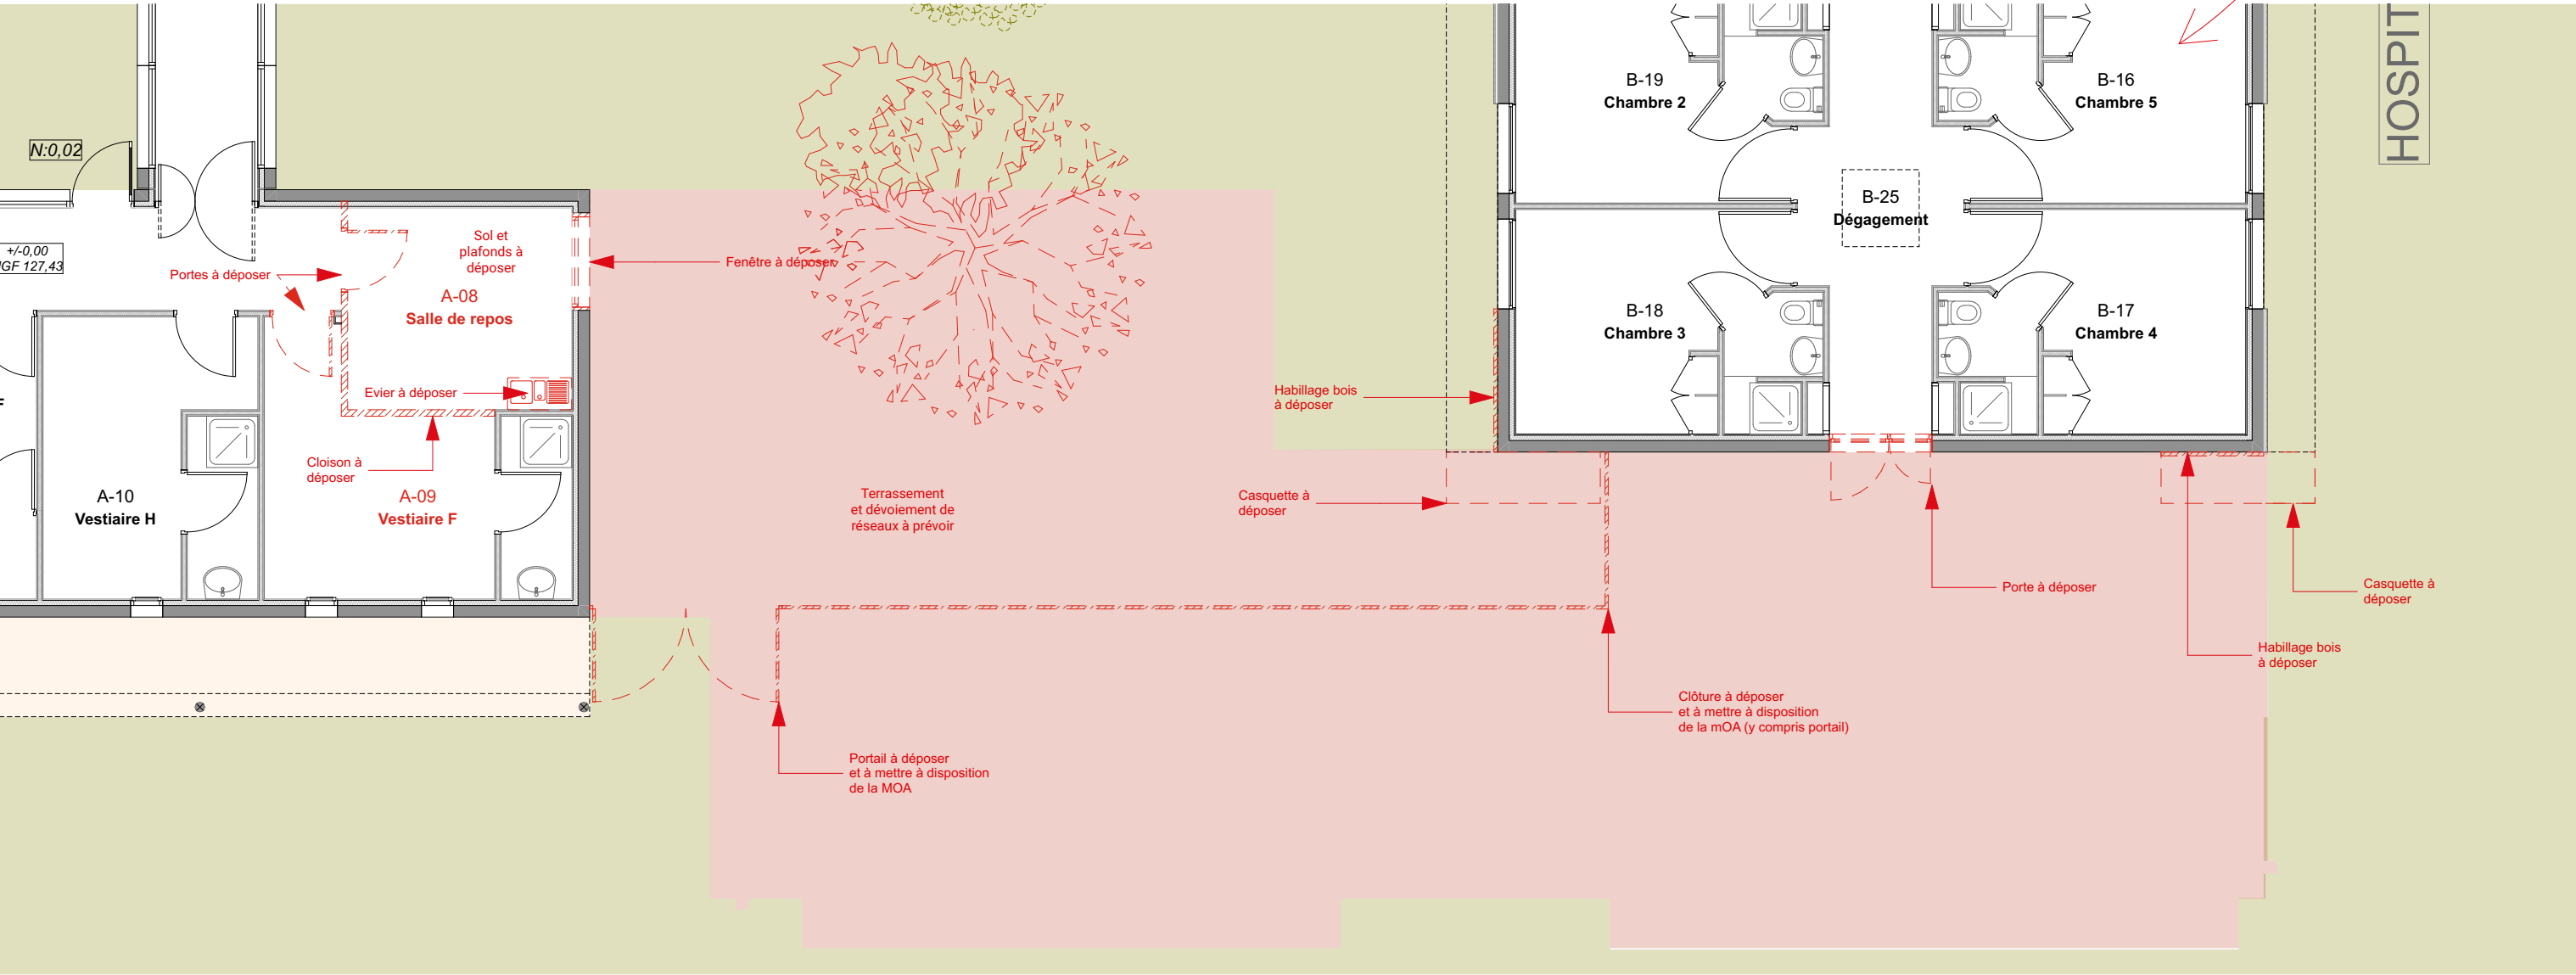 N:0,02
+/-0,00
GF 127,43
Portes à déposer
Sol et
plafonds à
déposer
A-08
Salle de repos
Fenêtre à déposer
Evier à déposer
Cloison à
déposer
A-10
Vestiaire H
A-09
Vestiaire F
Terrassement
et dévoiement de
réseaux à prévoir
Portail à déposer
et à mettre à disposition
de la MOA
Habillage bois
à déposer
Casquette à
déposer
B-19
Chambre 2
B-16
Chambre 5
B-25
Dégagement
B-18
Chambre 3
B-17
Chambre 4
Porte à déposer
Casquette à
déposer
Habillage bois
à déposer
Clôture à déposer
et à mettre à disposition
de la mOA (y compris portail)
HOSPIT